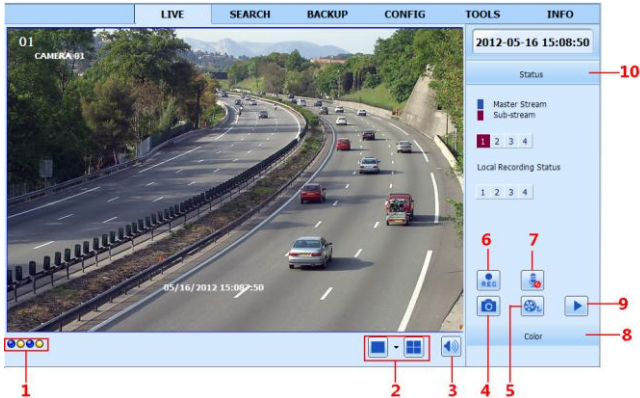 LIVE SEARCH BACKUP CONFIG TOOLS INFO
01
CAMERA 01
2012-05-16 15:08:50
Status
10
Master Stream
Sub-stream
1 2 3 4
Local Recording Status
1 2 3 4
6 7
REC
05/16/2012 15:08?:50
9
Color
8
1 2 3 4 5